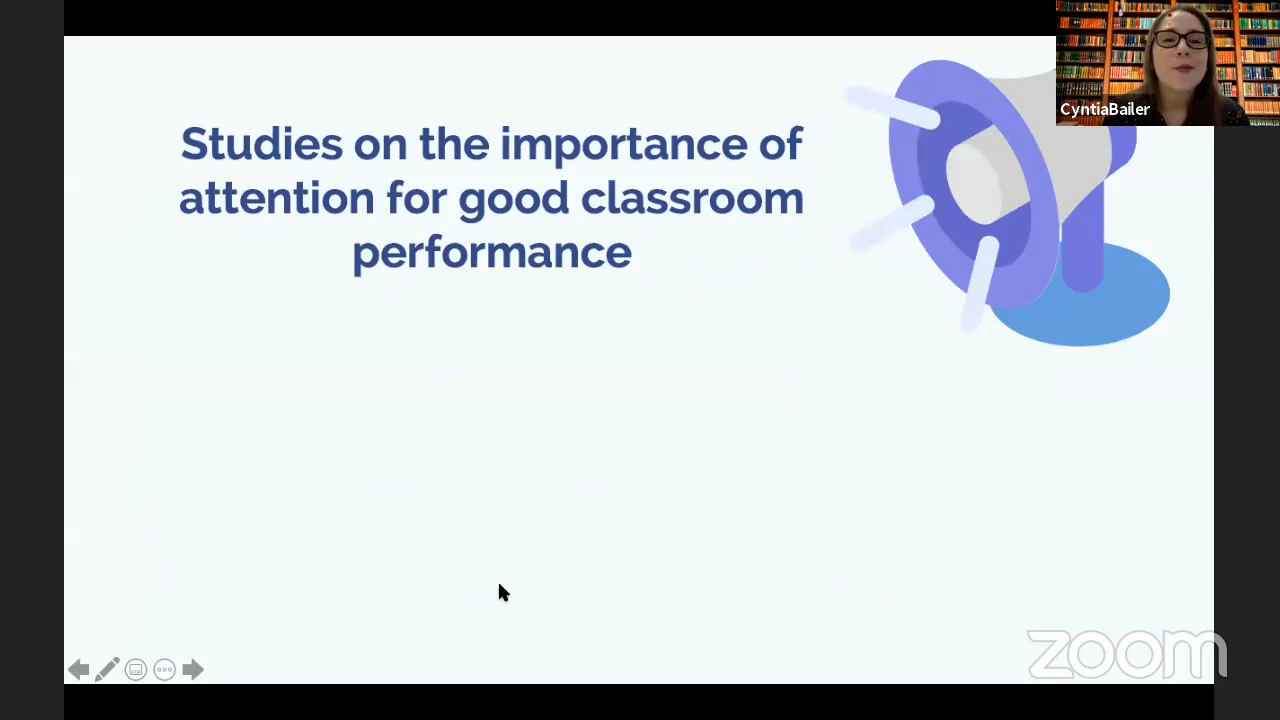 Studies on the importance of
attention for good classroom
performance
CyntiaBailer
zoom